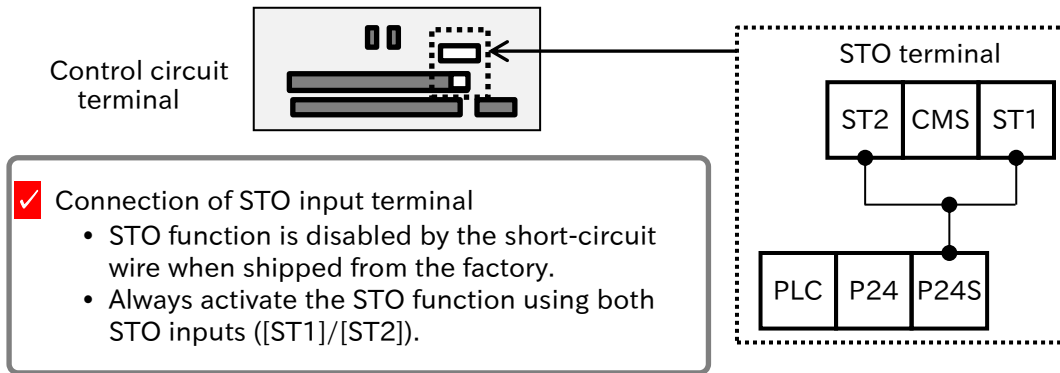 Control circuit
terminal
STO terminal
ST2 CMS ST1
PLC P24 P24S
✓ Connection of STO input terminal
• STO function is disabled by the short-circuit
wire when shipped from the factory.
• Always activate the STO function using both
STO inputs ([ST1]/[ST2]).